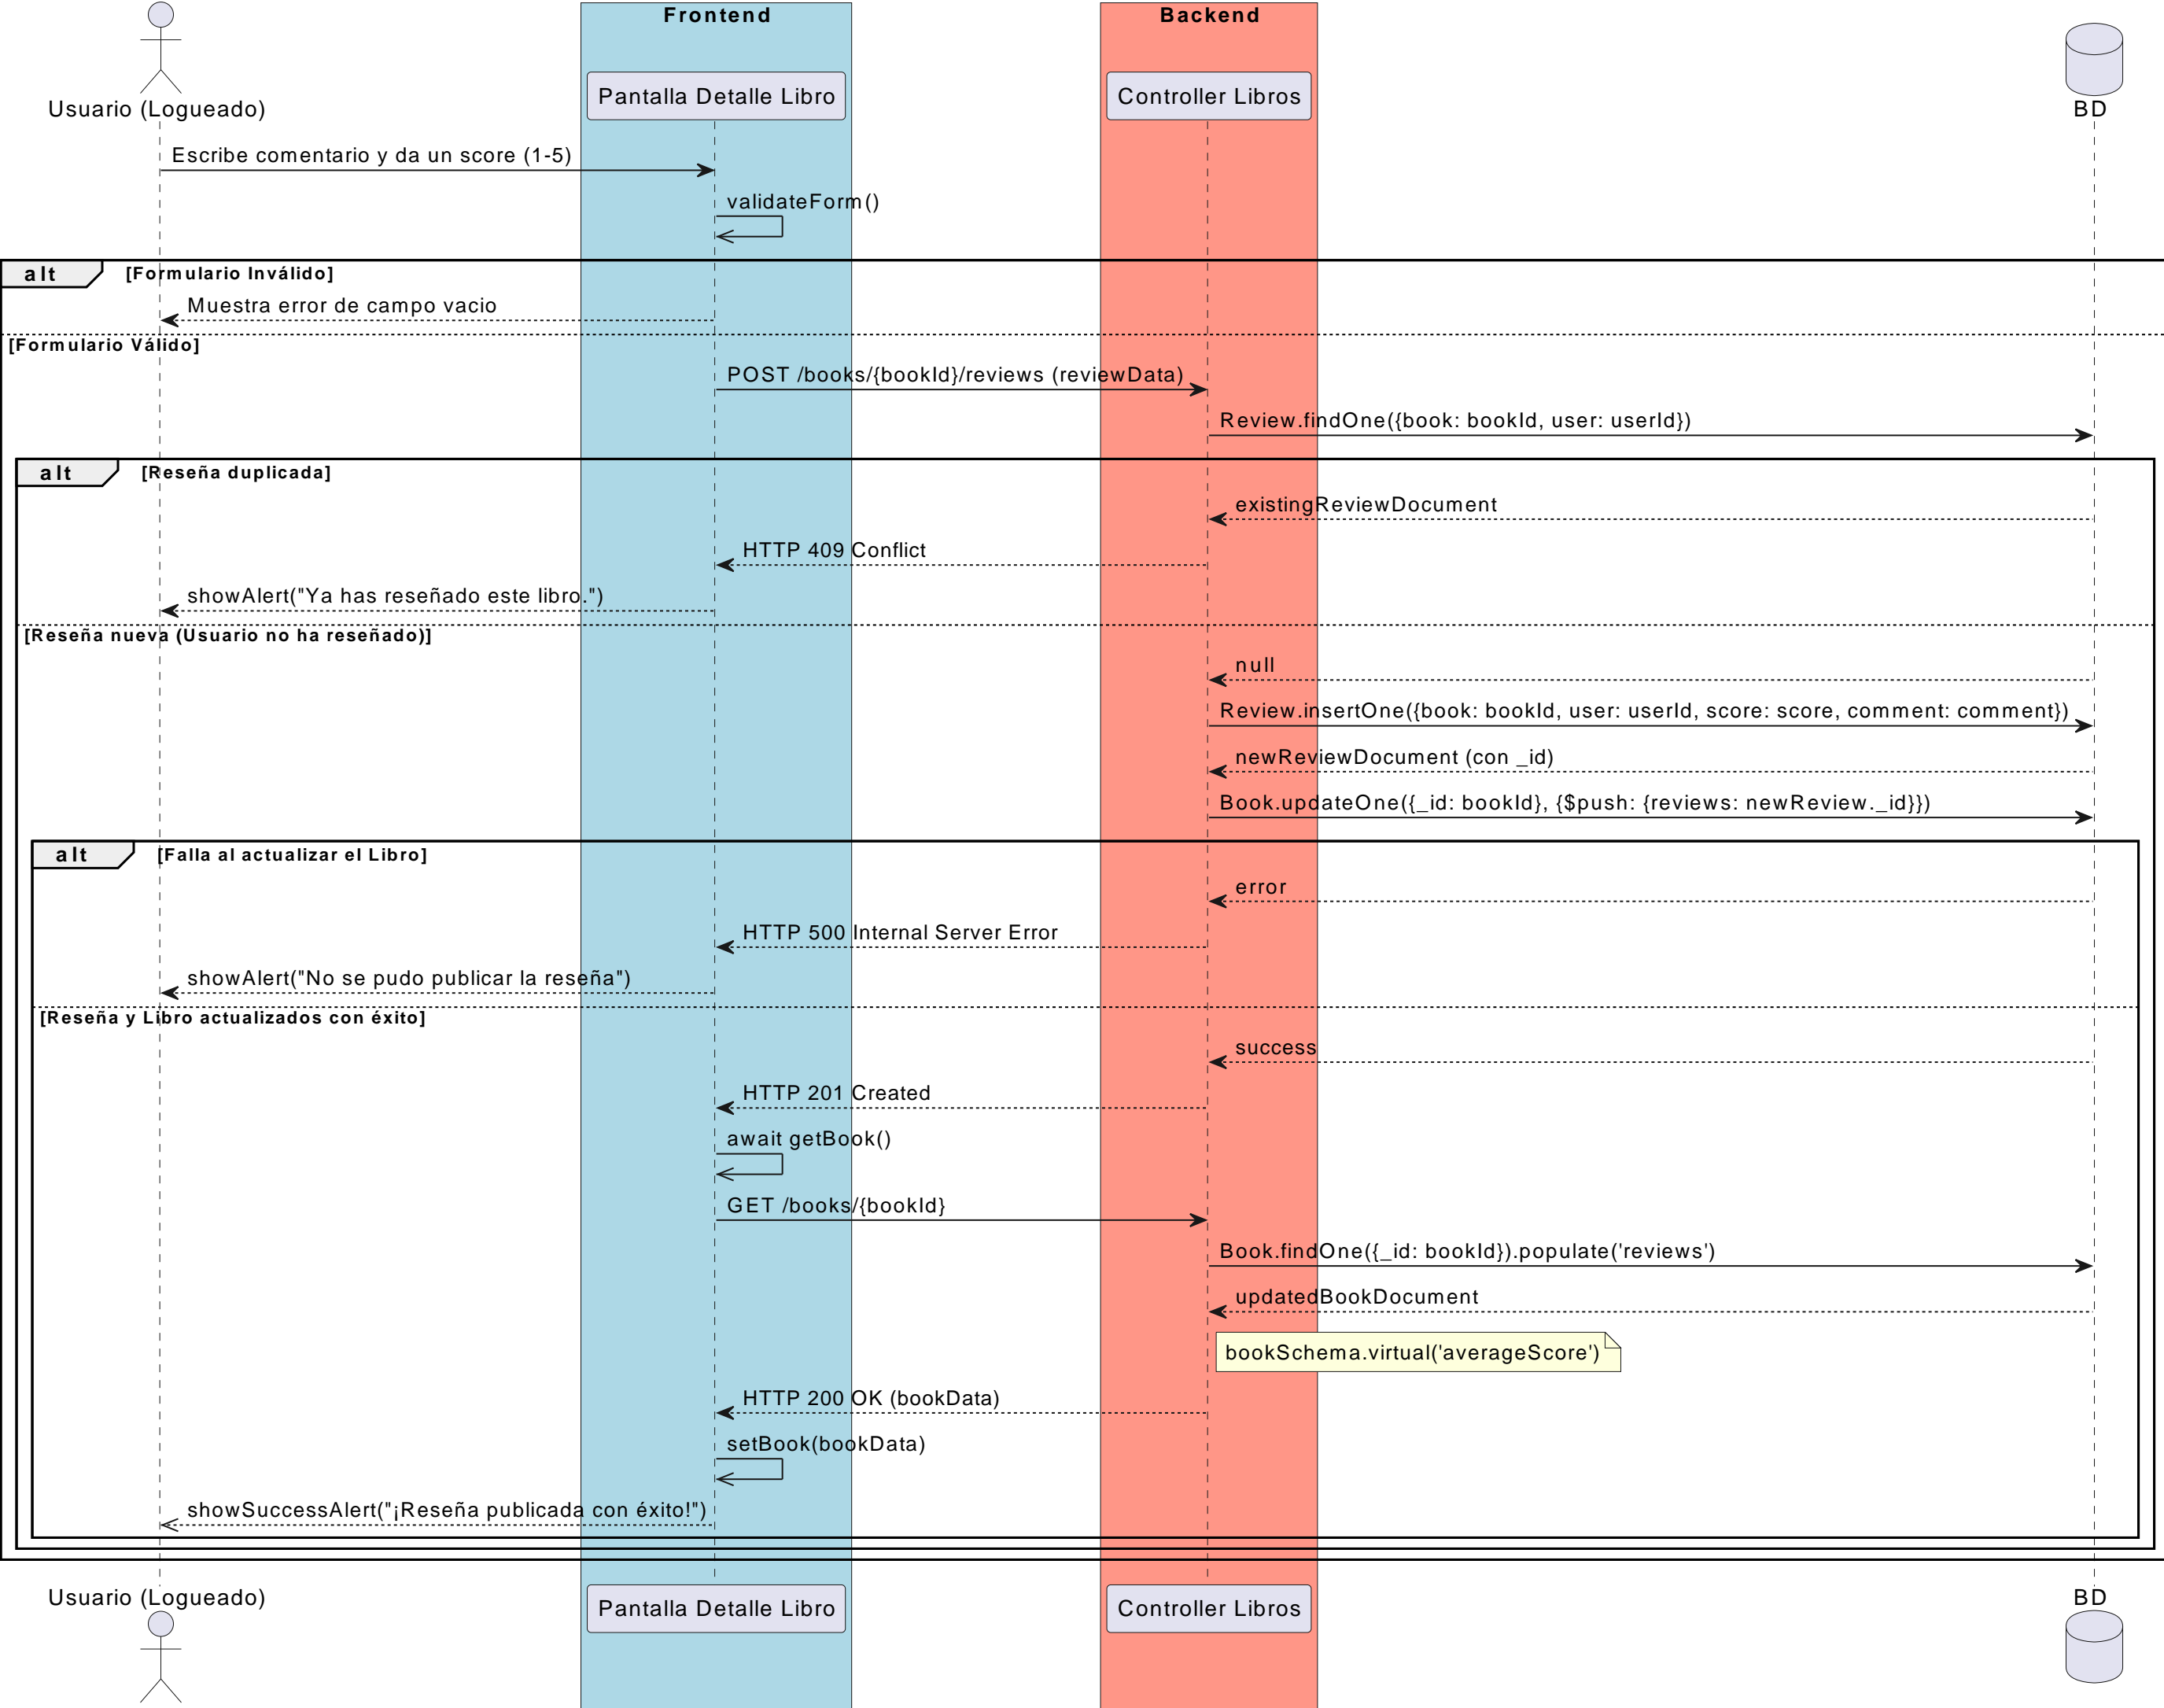 Frontend
Backend
Usuario (Logueado)
Pantalla Detalle Libro
Controller Libros
BD
Escribe comentario y da un score (1-5)
validateForm()
alt
[Formulario Inválido]
Muestra error de campo vacio
[Formulario Válido]
POST /books/{bookId}/reviews (reviewData)
Review.findOne({book: bookId, user: userId})
alt
[Reseña duplicada]
existingReviewDocument
HTTP 409 Conflict
showAlert("Ya has reseñado este libro.")
[Reseña nueva (Usuario no ha reseñado)]
null
Review.insertOne({book: bookId, user: userId, score: score, comment: comment})
newReviewDocument (con _id)
Book.updateOne({_id: bookId}, {$push: {reviews: newReview._id}})
alt
[Falla al actualizar el Libro]
error
HTTP 500 Internal Server Error
showAlert("No se pudo publicar la reseña")
[Reseña y Libro actualizados con éxito]
success
HTTP 201 Created
await getBook()
GET /books/{bookId}
Book.findOne({_id: bookId}).populate('reviews')
updatedBookDocument
bookSchema.virtual('averageScore')
HTTP 200 OK (bookData)
setBook(bookData)
showSuccessAlert("¡Reseña publicada con éxito!")
Usuario (Logueado)
Pantalla Detalle Libro
Controller Libros
BD